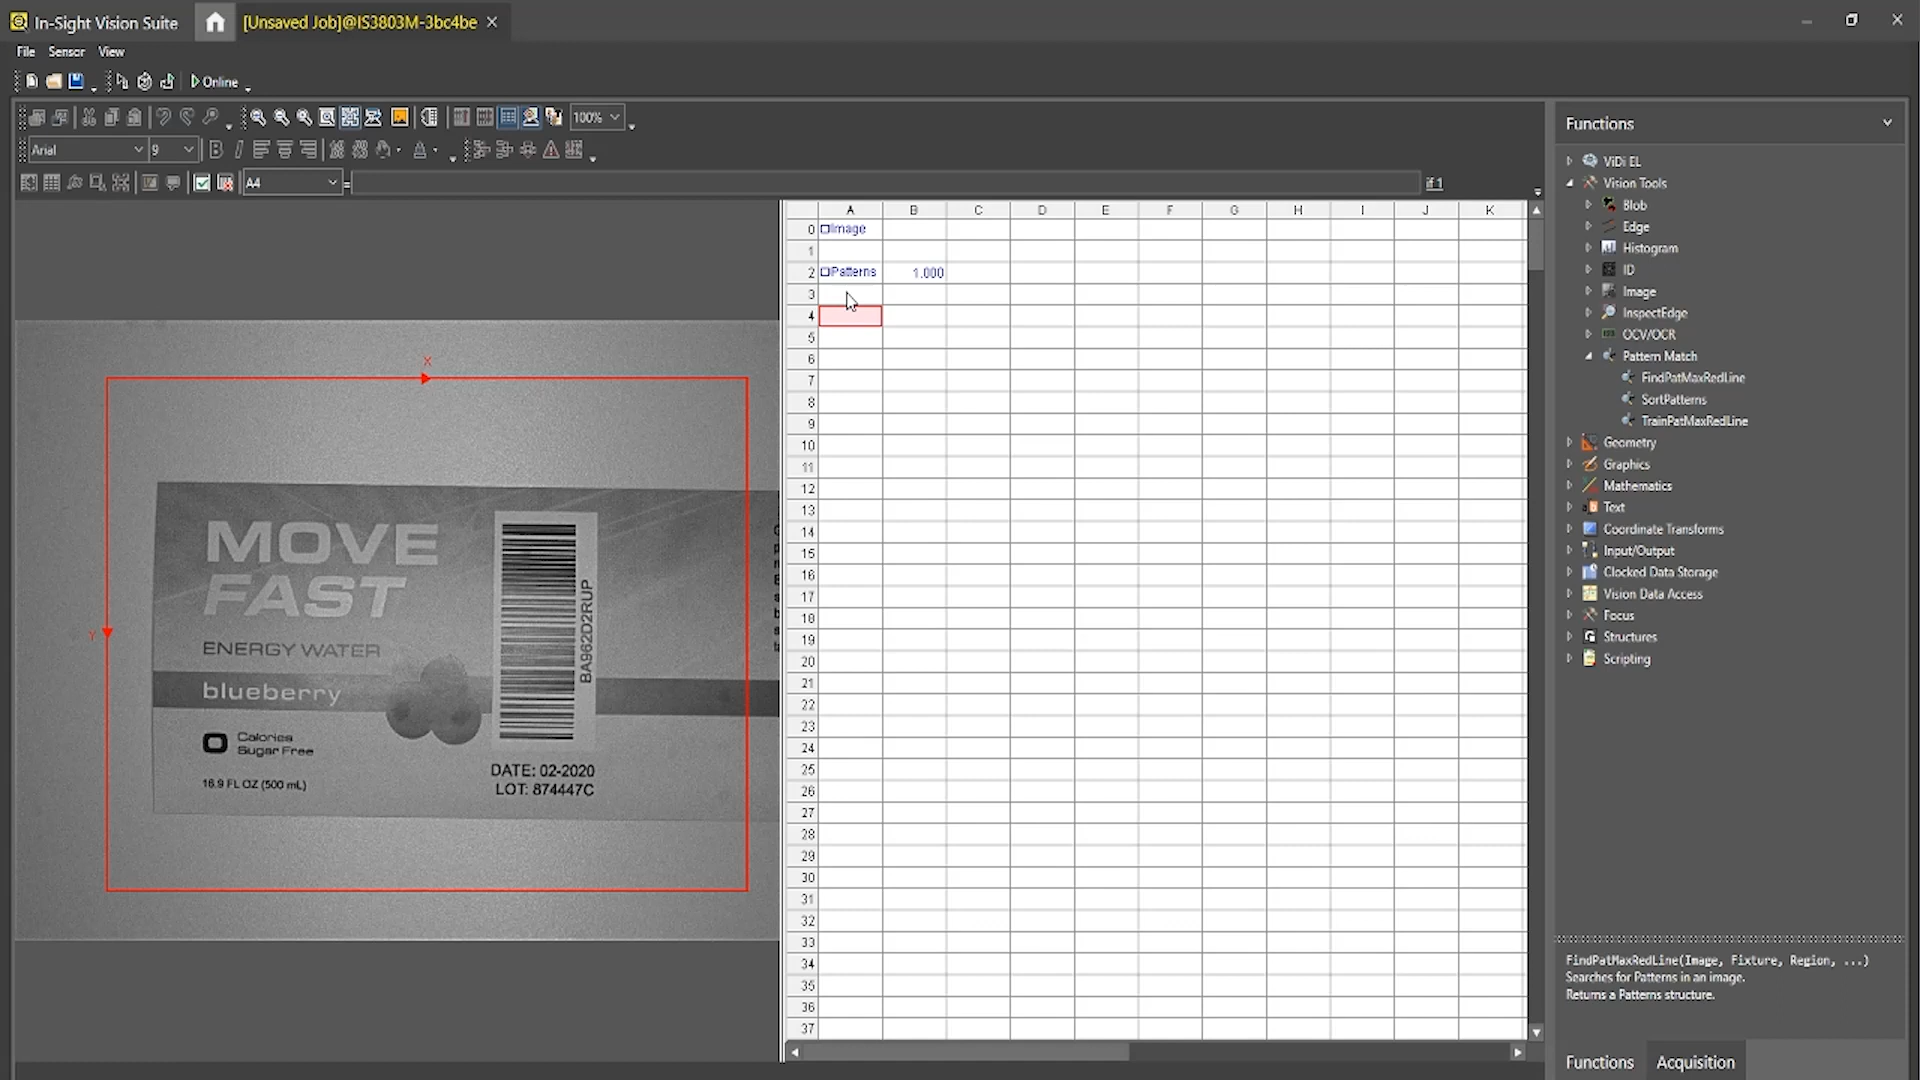 In-Sight Vision Suite
[Unsaved Job]@IS3803M-3bc4be
File Sensor View
Online
100%
Arial 9
A4 =
if1
A B C D E F G H I J K
0 Image
1
2 Patterns 1.000
3
4
5
6
7
8
9
10
11
12
13
14
15
16
17
18
19
20
21
22
23
24
25
26
27
28
29
30
31
32
33
34
35
36
37
X
Y
MOVE
FAST
ENERGY WATER
blueberry
Calories
Sugar Free
16.9 FL OZ (500 mL)
BA962D2RUP
DATE: 02-2020
LOT: 874447C
Functions
ViDi EL
Vision Tools
Blob
Edge
Histogram
ID
Image
InspectEdge
OCV/OCR
Pattern Match
FindPatMaxRedLine
SortPatterns
TrainPatMaxRedLine
Geometry
Graphics
Mathematics
Text
Coordinate Transforms
Input/Output
Clocked Data Storage
Vision Data Access
Focus
Structures
Scripting
FindPatMaxRedLine(Image, Fixture, Region, ...)
Searches for Patterns in an image.
Returns a Patterns structure.
Functions Acquisition